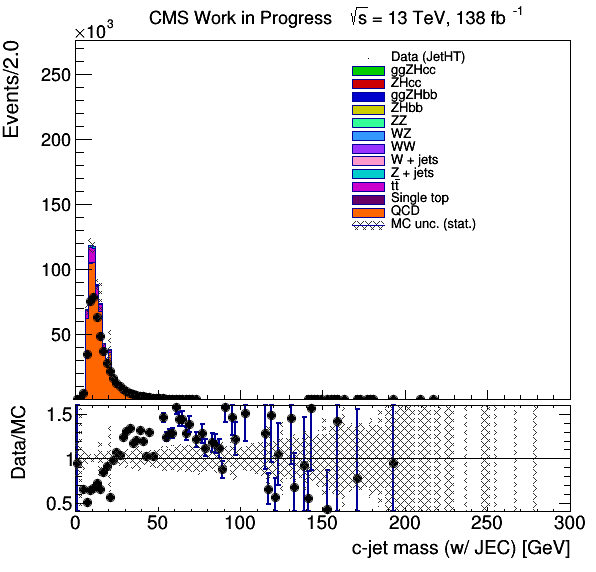 CMS Work in Progress √s = 13 TeV, 138 fb⁻¹
×10³
Events/2.0
250
200
150
100
50
Data (JetHT)
ggZHcc
ZHcc
ggZHbb
ZHbb
ZZ
WZ
WW
W + jets
Z + jets
tt̄
Single top
QCD
MC unc. (stat.)
Data/MC
1.5
1
0.5
0 50 100 150 200 250 300
c-jet mass (w/ JEC) [GeV]